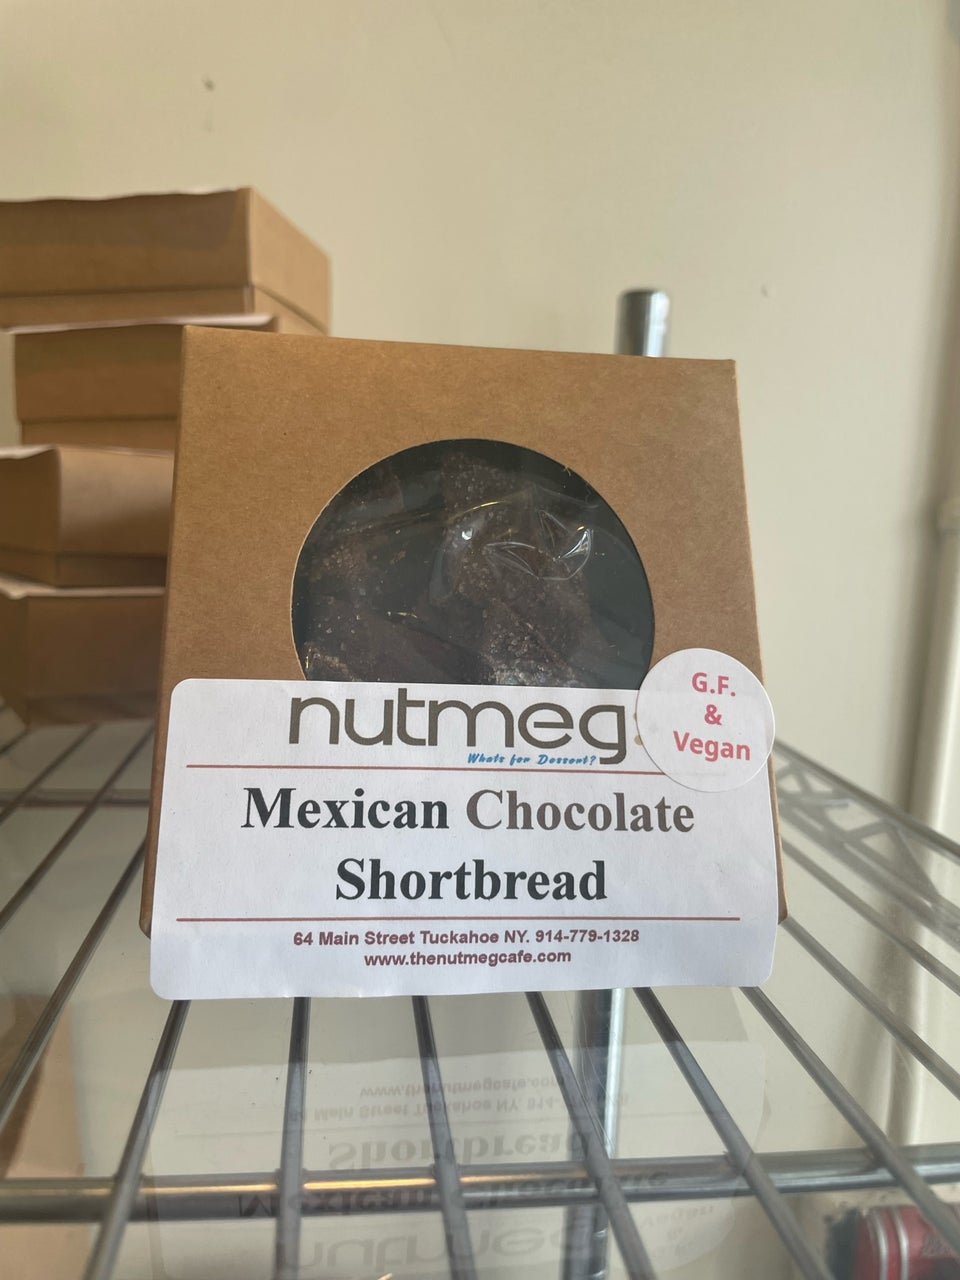 nutmeg
Whats for Dessert?
G.F.
&
Vegan
Mexican Chocolate
Shortbread
64 Main Street Tuckahoe NY. 914-779-1328
www.thenutmegcafe.com